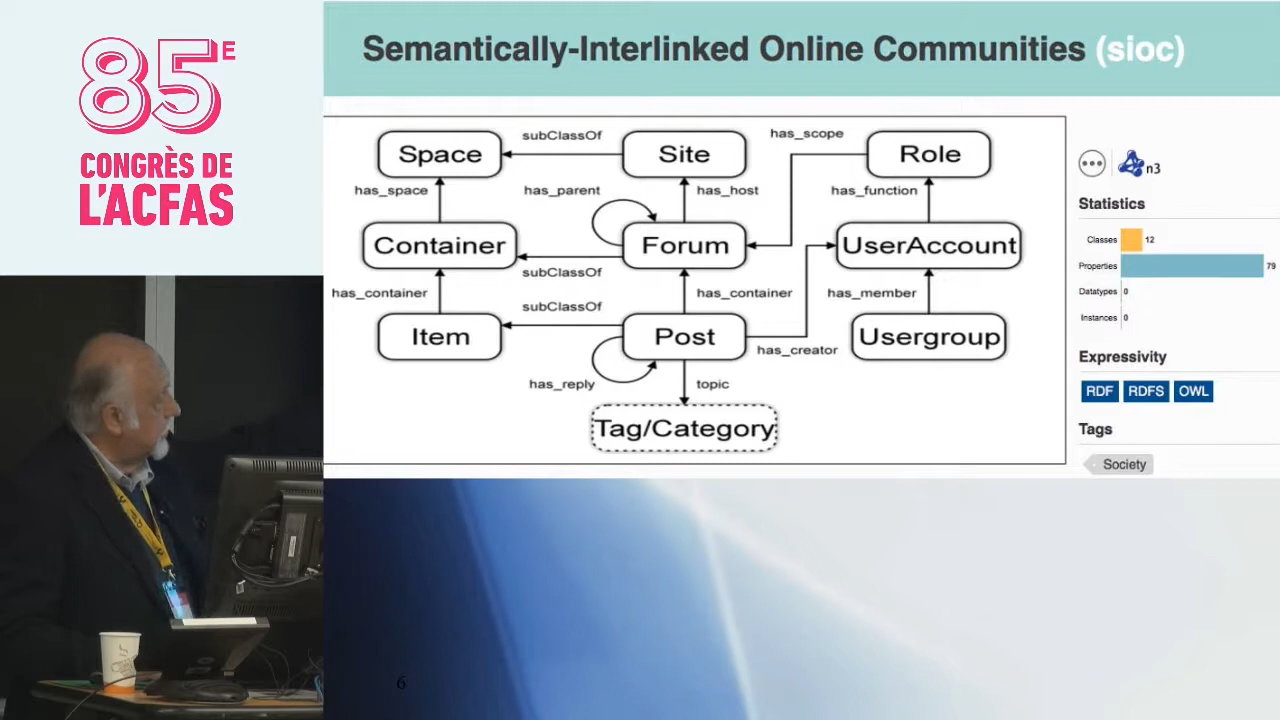 85E
CONGRÈS DE
L'ACFAS
Semantically-Interlinked Online Communities (sioc)
Space
subClassOf
Site
has_scope
Role
has_space
has_parent
has_host
has_function
Container
Forum
UserAccount
subClassOf
has_container
has_container
has_member
subClassOf
Item
Post
Usergroup
has_creator
has_reply
topic
Tag/Category
n3
Statistics
Classes 12
Properties 79
Datatypes 0
Instances 0
Expressivity
RDF RDFS OWL
Tags
Society
6